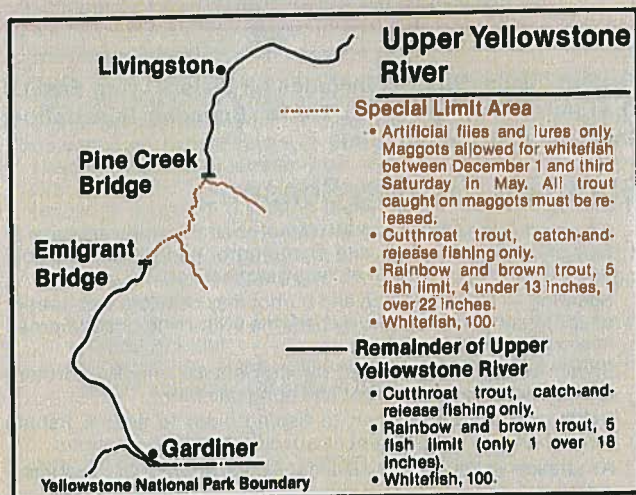 Upper Yellowstone
River
Special Limit Area
• Artificial flies and lures only.
Maggots allowed for whitefish
between December 1 and third
Saturday in May. All trout
caught on maggots must be re-
leased.
• Cutthroat trout, catch-and-
release fishing only.
• Rainbow and brown trout, 5
fish limit, 4 under 13 inches, 1
over 22 inches.
• Whitefish, 100.
Remainder of Upper
Yellowstone River
• Cutthroat trout, catch-and-
release fishing only.
• Rainbow and brown trout, 5
fish limit (only 1 over 18
inches).
• Whitefish, 100.
Livingston
Pine Creek
Bridge
Emigrant
Bridge
Gardiner
Yellowstone National Park Boundary